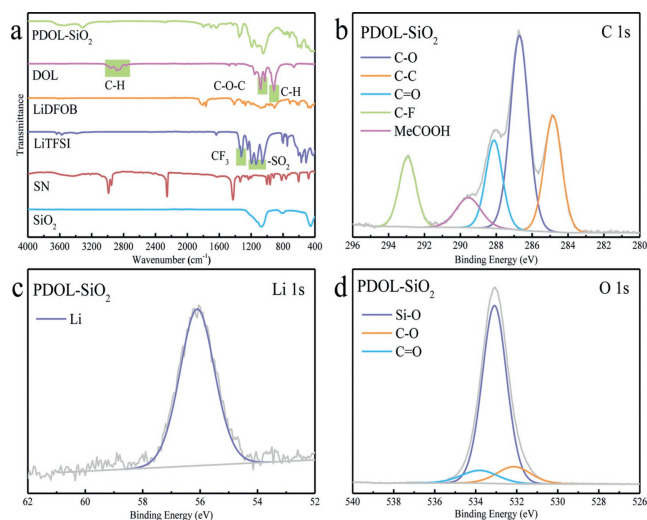 a
PDOL-SiO₂
DOL
C-H
C-O-C
C-H
LiDFOB
LiTFSI
CF₃
-SO₂
SN
SiO₂
Transmittance
4000 3600 3200 2800 2400 2000 1600 1200 800 400
Wavenumber (cm⁻¹)
b
PDOL-SiO₂
C 1s
C-O
C-C
C=O
C-F
MeCOOH
296 294 292 290 288 286 284 282 280
Binding Energy (eV)
c
PDOL-SiO₂
Li 1s
Li
62 60 58 56 54 52
Binding Energy (eV)
d
PDOL-SiO₂
O 1s
Si-O
C-O
C=O
540 538 536 534 532 530 528 526
Binding Energy (eV)